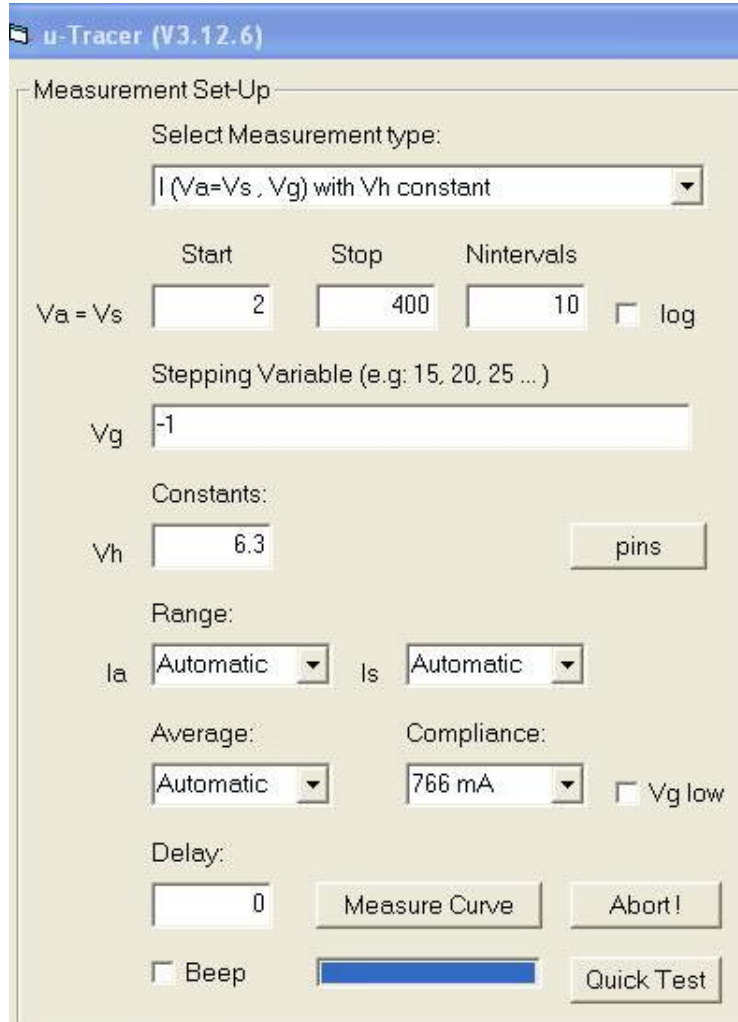 u-Tracer (V3.12.6)
Measurement Set-Up
Select Measurement type:
I (Va=Vs , Vg) with Vh constant
Start Stop Nintervals
Va = Vs 2 400 10 log
Stepping Variable (e.g: 15, 20, 25 ... )
Vg -1
Constants:
Vh 6.3 pins
Range:
Ia Automatic Is Automatic
Average: Compliance:
Automatic 766 mA Vg low
Delay:
0 Measure Curve Abort !
Beep Quick Test